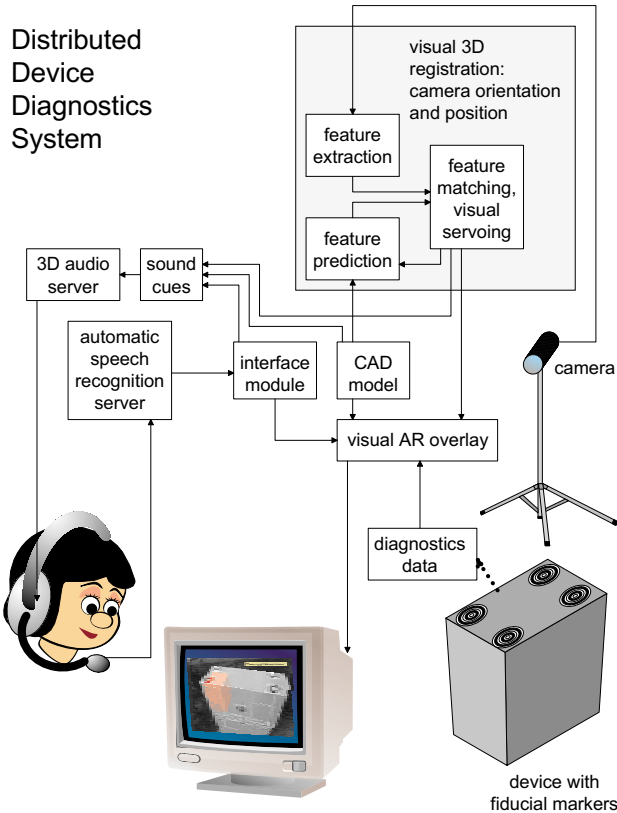 Distributed
Device
Diagnostics
System
visual 3D
registration:
camera orientation
and position
feature
extraction
feature
matching,
visual
servoing
feature
prediction
3D audio
server
sound
cues
automatic
speech
recognition
server
interface
module
CAD
model
camera
visual AR overlay
diagnostics
data
device with
fiducial markers